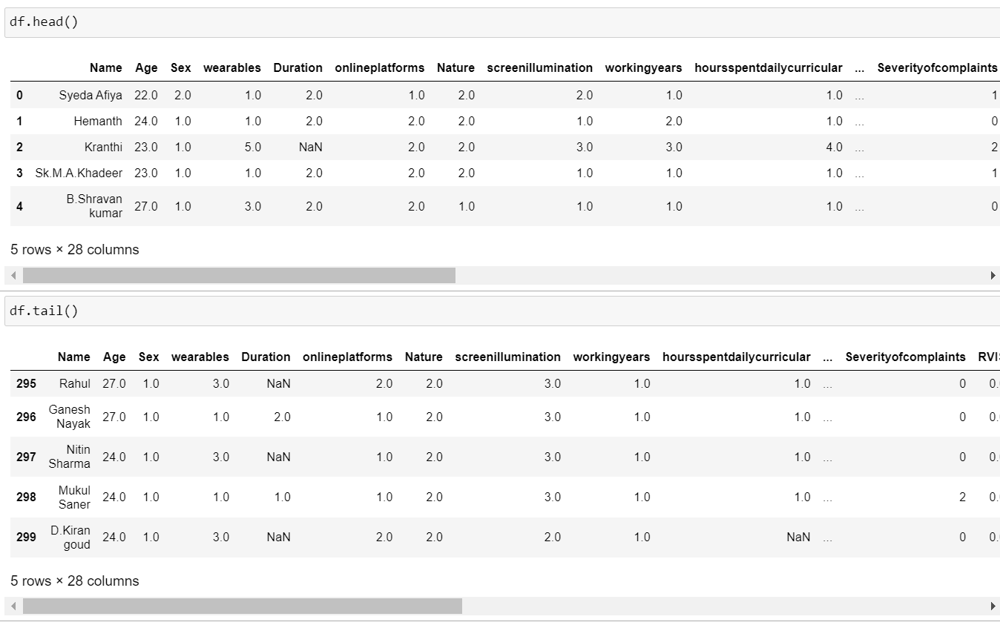 df.head()
Name Age Sex wearables Duration onlineplatforms Nature screenillumination workingyears hoursspentdailycurricular ... Severityofcomplaints
0 Syeda Afiya 22.0 2.0 1.0 2.0 1.0 2.0 2.0 1.0 1.0 ... 1
1 Hemanth 24.0 1.0 1.0 2.0 2.0 2.0 1.0 2.0 1.0 ... 0
2 Kranthi 23.0 1.0 5.0 NaN 2.0 2.0 3.0 3.0 4.0 ... 2
3 Sk.M.A.Khadeer 23.0 1.0 1.0 2.0 2.0 2.0 1.0 1.0 1.0 ... 1
B.Shravan
4 kumar 27.0 1.0 3.0 2.0 2.0 1.0 1.0 1.0 1.0 ... 0
5 rows × 28 columns
df.tail()
Name Age Sex wearables Duration onlineplatforms Nature screenillumination workingyears hoursspentdailycurricular ... Severityofcomplaints RVIS
295 Rahul 27.0 1.0 3.0 NaN 2.0 2.0 3.0 1.0 1.0 ... 0 0.
Ganesh
296 Nayak 27.0 1.0 1.0 2.0 1.0 2.0 3.0 1.0 1.0 ... 0 0.
Nitin
297 Sharma 24.0 1.0 3.0 NaN 1.0 2.0 3.0 1.0 1.0 ... 0 0.
Mukul
298 Saner 24.0 1.0 1.0 1.0 1.0 2.0 3.0 1.0 1.0 ... 2 0.
D.Kiran
299 goud 24.0 1.0 3.0 NaN 2.0 2.0 2.0 1.0 NaN ... 0 0.
5 rows × 28 columns